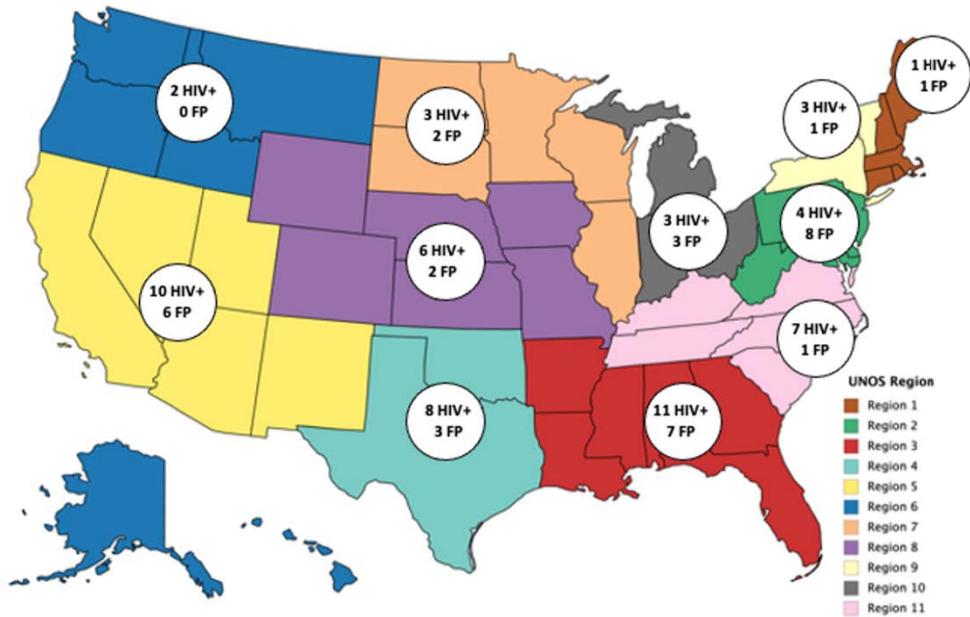 1 HIV+
1 FP
2 HIV+
0 FP
3 HIV+
2 FP
3 HIV+
1 FP
3 HIV+
3 FP
4 HIV+
8 FP
6 HIV+
2 FP
10 HIV+
6 FP
7 HIV+
1 FP
8 HIV+
3 FP
11 HIV+
7 FP
UNOS Region
Region 1
Region 2
Region 3
Region 4
Region 5
Region 6
Region 7
Region 8
Region 9
Region 10
Region 11